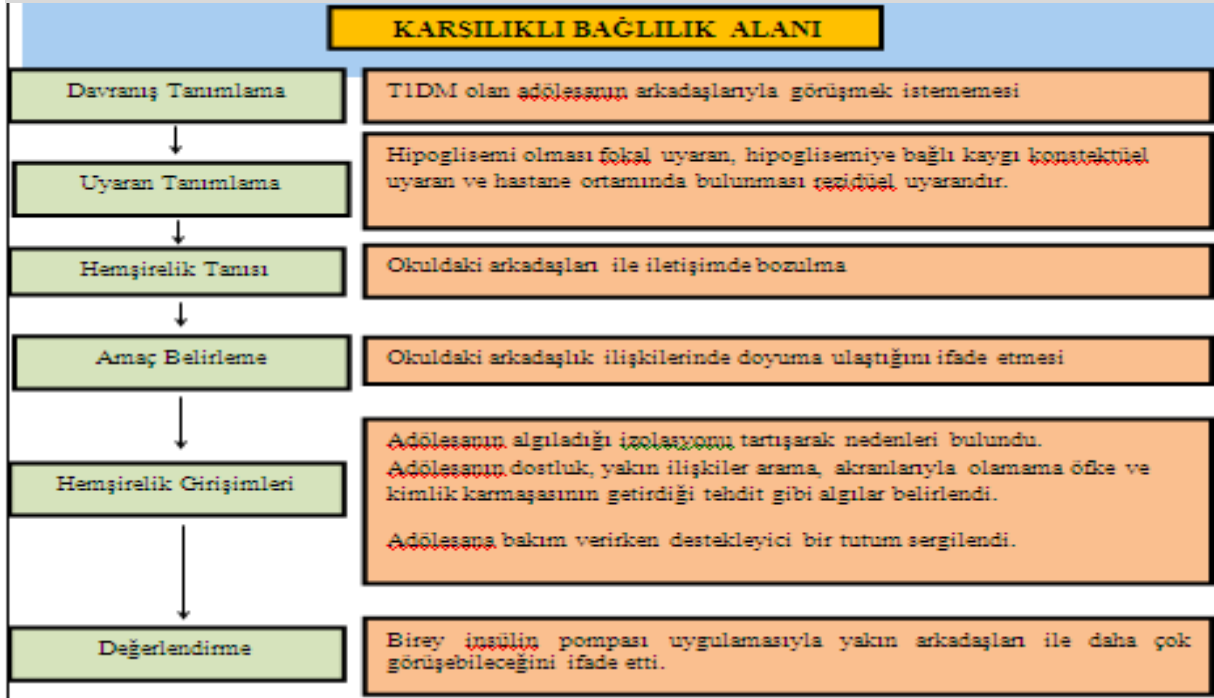 KARŞILIKLI BAĞLILIK ALANI
Davranış Tanımlama
T1DM olan adölesanın arkadaşlarıyla görüşmek istememesi
Uyaran Tanımlama
Hipoglisemi olması fokal uyaran, hipoglisemiye bağlı kaygı konstektüel
uyaran ve hastane ortamında bulunması rezidüel uyarandır.
Hemşirelik Tanısı
Okuldaki arkadaşları ile iletişimde bozulma
Amaç Belirleme
Okuldaki arkadaşlık ilişkilerinde doyuma ulaştığını ifade etmesi
Hemşirelik Girişimleri
Adölesanın algıladığı izolasyonu tartışarak nedenleri bulundu.
Adölesanın dostluk, yakın ilişkiler arama, akranlarıyla olamama öfke ve
kimlik karmaşasının getirdiği tehdit gibi algılar belirlendi.
Adölesana bakım verirken destekleyici bir tutum sergilendi.
Değerlendirme
Birey insülin pompası uygulamasıyla yakın arkadaşları ile daha çok
görüşebileceğini ifade etti.